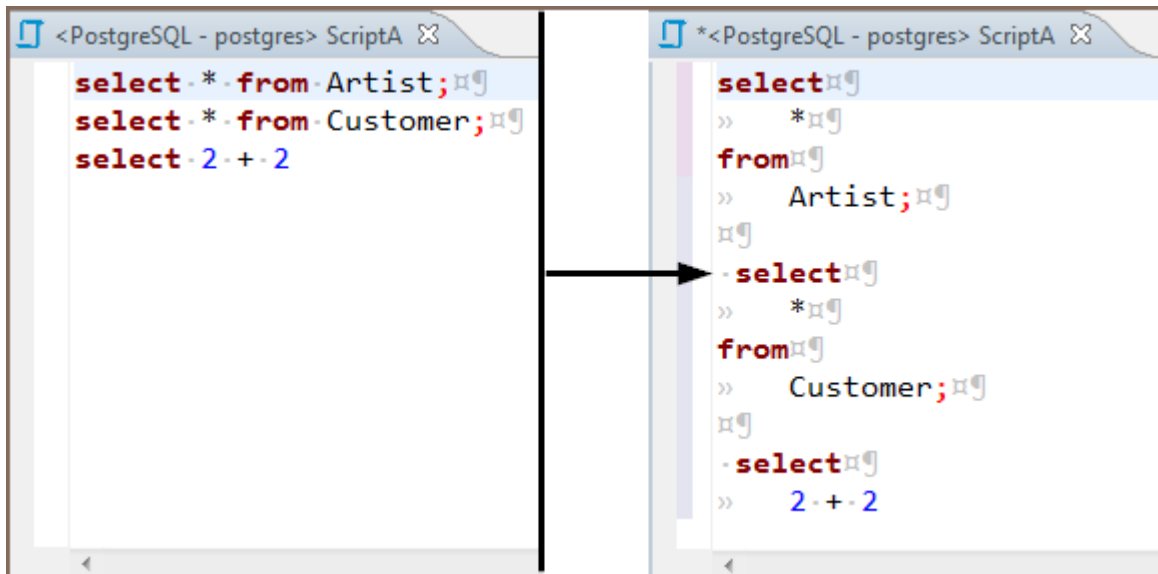 <PostgreSQL - postgres> ScriptA
select·*·from·Artist;¤¶
select·*·from·Customer;¤¶
select·2·+·2
*<PostgreSQL - postgres> ScriptA
select¤¶
»	*¤¶
from¤¶
»	Artist;¤¶
¤¶
·select¤¶
»	*¤¶
from¤¶
»	Customer;¤¶
¤¶
·select¤¶
»	2·+·2